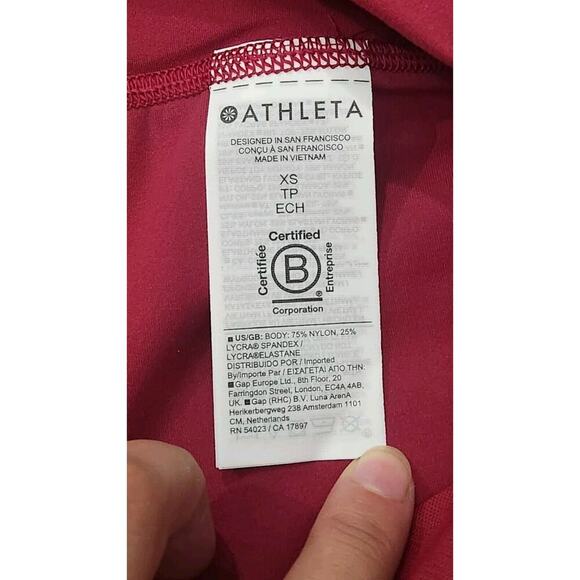 ATHLETA
DESIGNED IN SAN FRANCISCO
CONÇU À SAN FRANCISCO
MADE IN VIETNAM
XS
TP
ECH
Certified
Certifiée
B
Entreprise
®
Corporation
■ US/GB: BODY: 75% NYLON, 25%
LYCRA® SPANDEX /
LYCRA®ELASTANE
DISTRIBUIDO POR / Imported
By/Importe Par / ΕΙΣΑΓΕΤΑΙ ΑΠΟ ΤΗΝ:
■ Gap Europe Ltd., 8th Floor, 20
Farringdon Street, London, EC4A 4AB,
UK. ■ Gap (RHC) B.V. Luna ArenA
Herikerbergweg 238 Amsterdam 1101
CM, Netherlands
RN 54023 / CA 17897